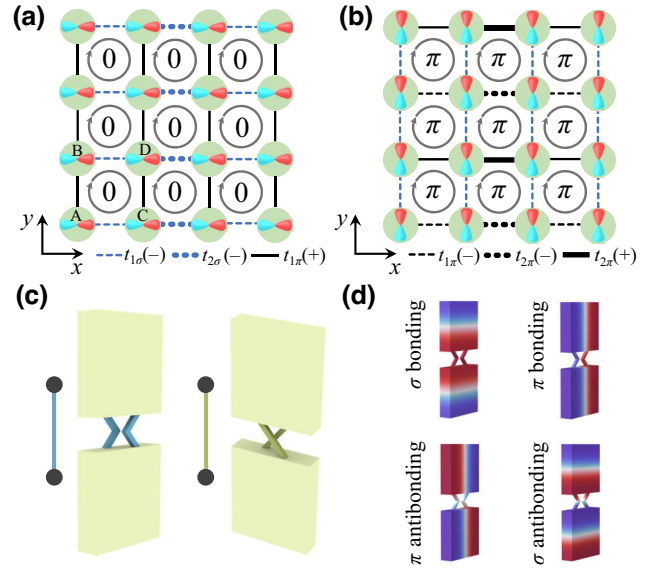 (a)
0 0 0
0 0 0
B D
0 0 0
A C
y
x
t1σ(−) t2σ(−) t1π(+)
(b)
π π π
π π π
π π π
y
x
t1π(−) t2π(−) t2π(+)
(c)
(d)
σ bonding
π bonding
π antibonding
σ antibonding